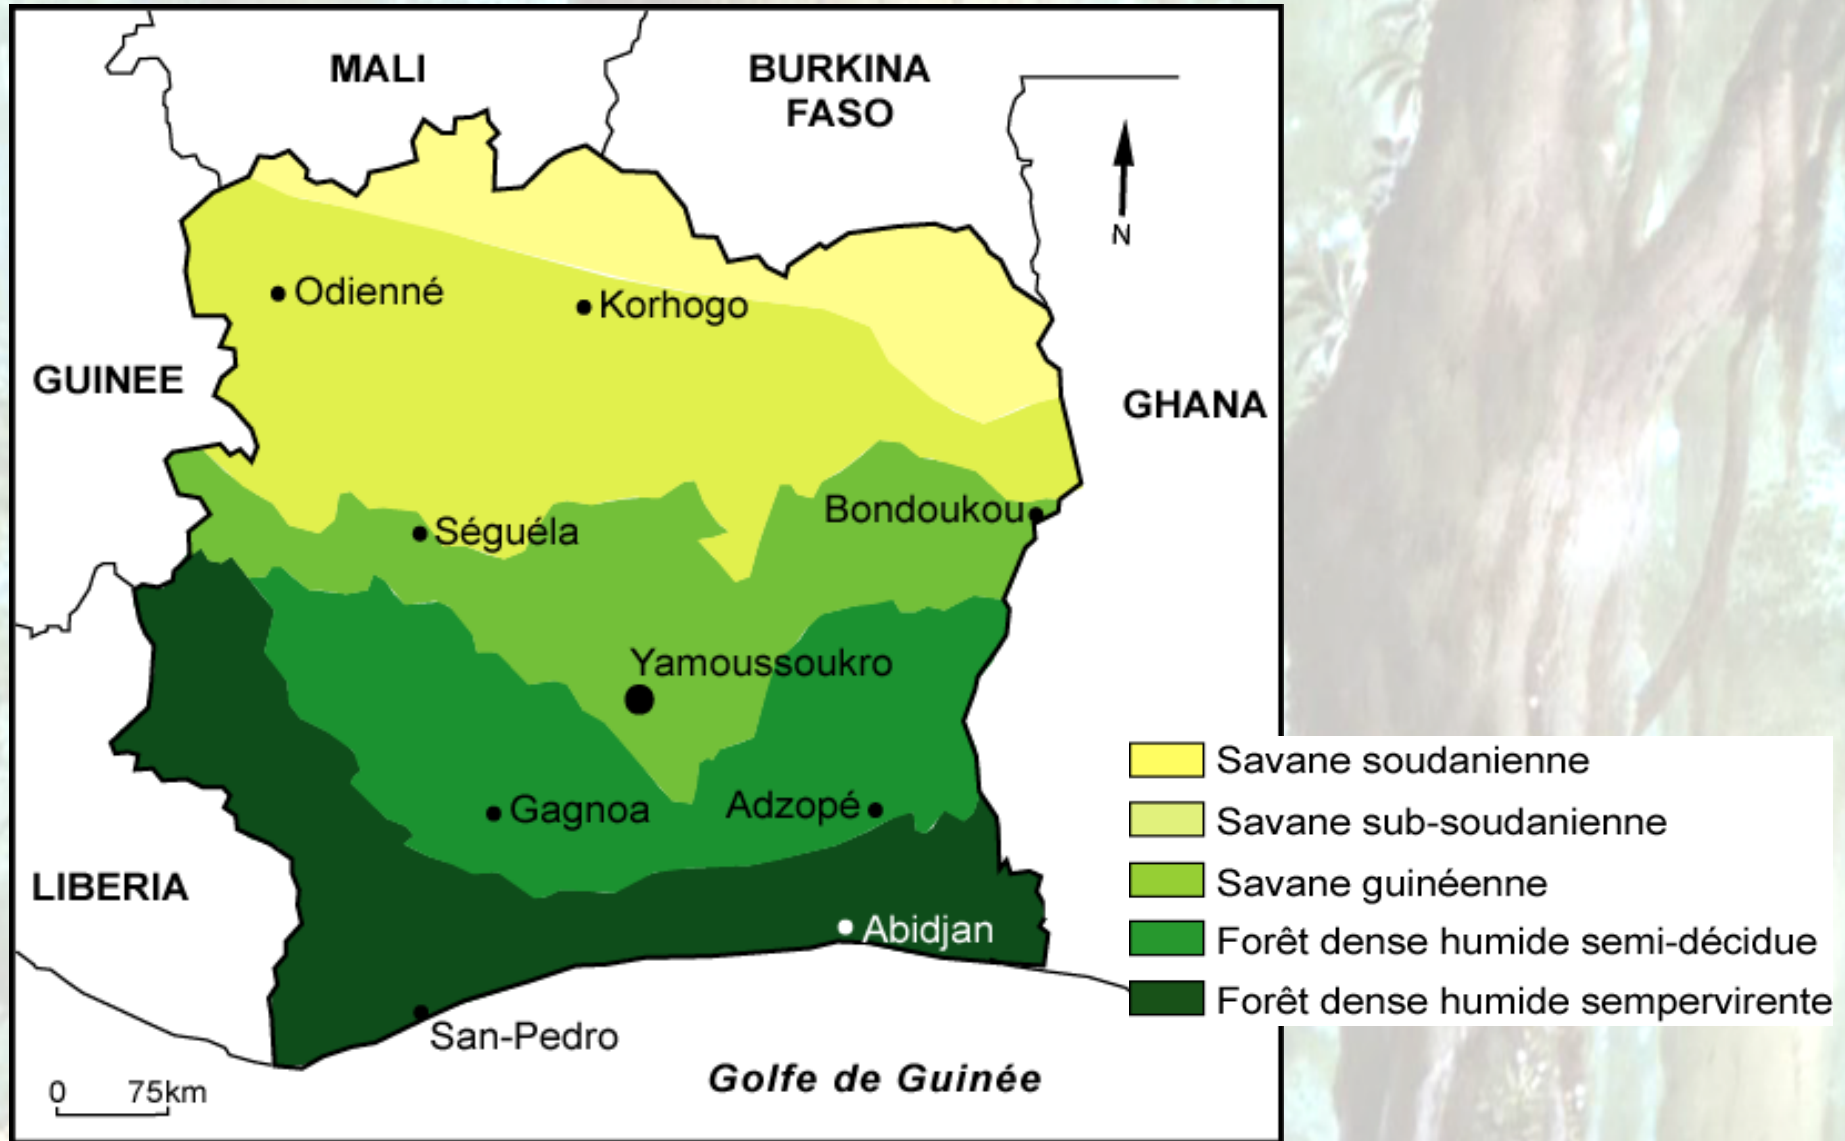 MALI
BURKINA
FASO
N
Odienné
Korhogo
GUINEE
GHANA
Bondoukou
Séguéla
Yamoussoukro
Savane soudanienne
Savane sub-soudanienne
Gagnoa
Adzopé
Savane guinéenne
LIBERIA
Abidjan
Forêt dense humide semi-décidue
Forêt dense humide sempervirente
San-Pedro
Golfe de Guinée
0 75km